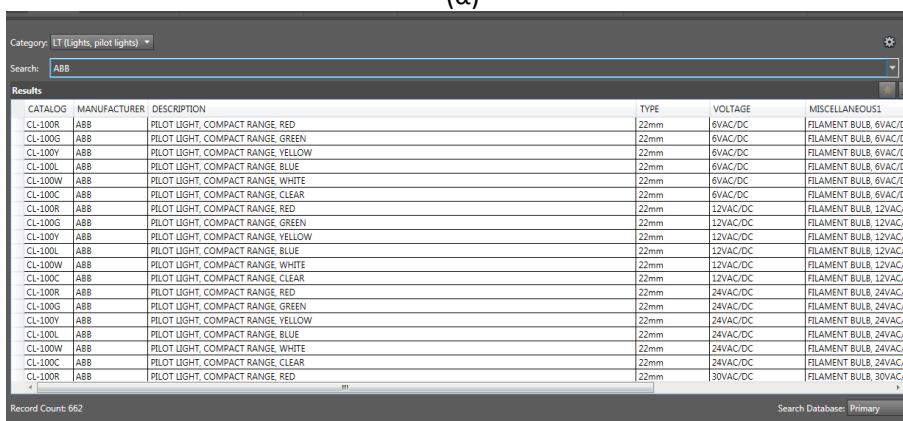 (a)
Category: LT (Lights, pilot lights)
Search: ABB
Results
CATALOG MANUFACTURER DESCRIPTION TYPE VOLTAGE MISCELLANEOUS1
CL-100R ABB PILOT LIGHT, COMPACT RANGE, RED 22mm 6VAC/DC FILAMENT BULB, 6VAC/D
CL-100G ABB PILOT LIGHT, COMPACT RANGE, GREEN 22mm 6VAC/DC FILAMENT BULB, 6VAC/D
CL-100Y ABB PILOT LIGHT, COMPACT RANGE, YELLOW 22mm 6VAC/DC FILAMENT BULB, 6VAC/D
CL-100L ABB PILOT LIGHT, COMPACT RANGE, BLUE 22mm 6VAC/DC FILAMENT BULB, 6VAC/D
CL-100W ABB PILOT LIGHT, COMPACT RANGE, WHITE 22mm 6VAC/DC FILAMENT BULB, 6VAC/D
CL-100C ABB PILOT LIGHT, COMPACT RANGE, CLEAR 22mm 6VAC/DC FILAMENT BULB, 6VAC/D
CL-100R ABB PILOT LIGHT, COMPACT RANGE, RED 22mm 12VAC/DC FILAMENT BULB, 12VAC/
CL-100G ABB PILOT LIGHT, COMPACT RANGE, GREEN 22mm 12VAC/DC FILAMENT BULB, 12VAC/
CL-100Y ABB PILOT LIGHT, COMPACT RANGE, YELLOW 22mm 12VAC/DC FILAMENT BULB, 12VAC/
CL-100L ABB PILOT LIGHT, COMPACT RANGE, BLUE 22mm 12VAC/DC FILAMENT BULB, 12VAC/
CL-100W ABB PILOT LIGHT, COMPACT RANGE, WHITE 22mm 12VAC/DC FILAMENT BULB, 12VAC/
CL-100C ABB PILOT LIGHT, COMPACT RANGE, CLEAR 22mm 12VAC/DC FILAMENT BULB, 12VAC/
CL-100R ABB PILOT LIGHT, COMPACT RANGE, RED 22mm 24VAC/DC FILAMENT BULB, 24VAC/
CL-100G ABB PILOT LIGHT, COMPACT RANGE, GREEN 22mm 24VAC/DC FILAMENT BULB, 24VAC/
CL-100Y ABB PILOT LIGHT, COMPACT RANGE, YELLOW 22mm 24VAC/DC FILAMENT BULB, 24VAC/
CL-100L ABB PILOT LIGHT, COMPACT RANGE, BLUE 22mm 24VAC/DC FILAMENT BULB, 24VAC/
CL-100W ABB PILOT LIGHT, COMPACT RANGE, WHITE 22mm 24VAC/DC FILAMENT BULB, 24VAC/
CL-100C ABB PILOT LIGHT, COMPACT RANGE, CLEAR 22mm 24VAC/DC FILAMENT BULB, 24VAC/
CL-100R ABB PILOT LIGHT, COMPACT RANGE, RED 22mm 30VAC/DC FILAMENT BULB, 30VAC/
Record Count: 662 Search Database: Primary